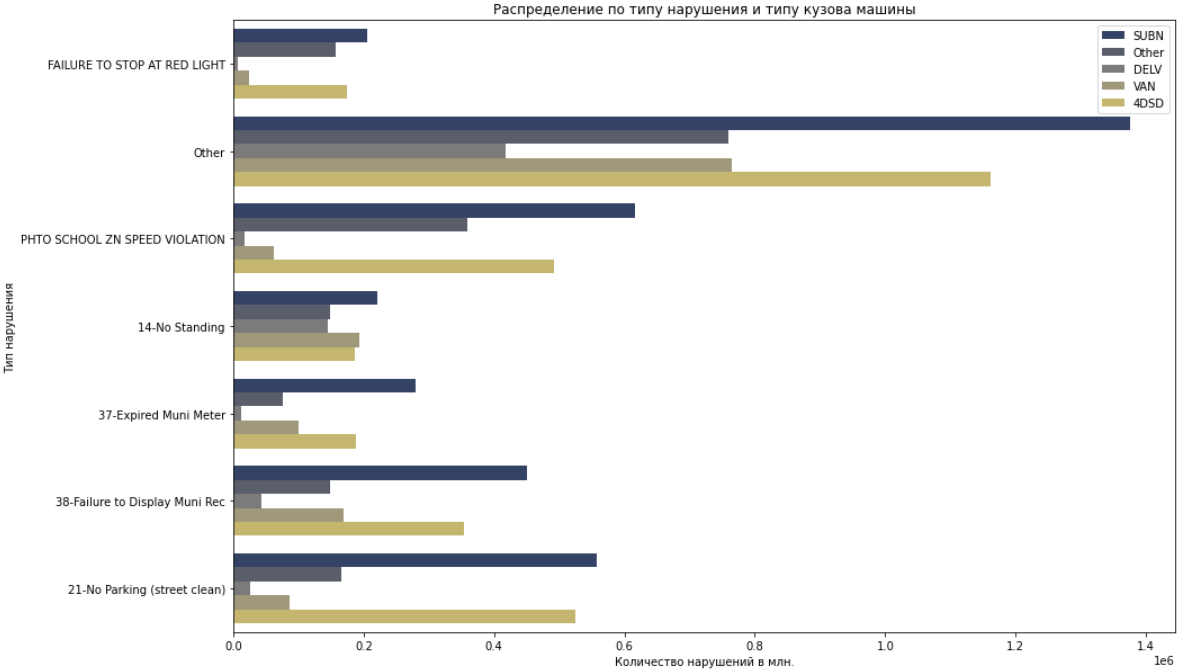 Распределение по типу нарушения и типу кузова машины
SUBN
Other
DELV
VAN
4DSD
Тип нарушения
FAILURE TO STOP AT RED LIGHT
Other
PHTO SCHOOL ZN SPEED VIOLATION
14-No Standing
37-Expired Muni Meter
38-Failure to Display Muni Rec
21-No Parking (street clean)
0.0 0.2 0.4 0.6 0.8 1.0 1.2 1.4
1e6
Количество нарушений в млн.